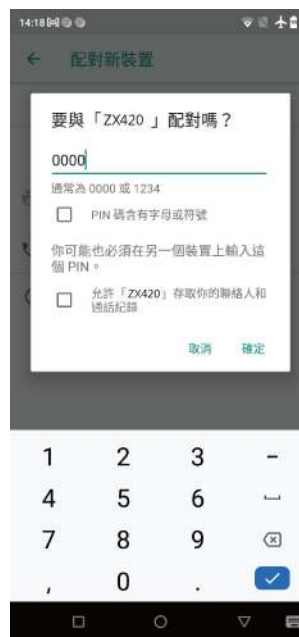 14:18
配對新裝置
要與「ZX420 」配對嗎？
0000
通常為 0000 或 1234
PIN 碼含有字母或符號
你可能也必須在另一個裝置上輸入這
個 PIN。
允許「ZX420」存取你的聯絡人和
通話紀錄
取消 確定
1 2 3 -
4 5 6
7 8 9
, 0 .